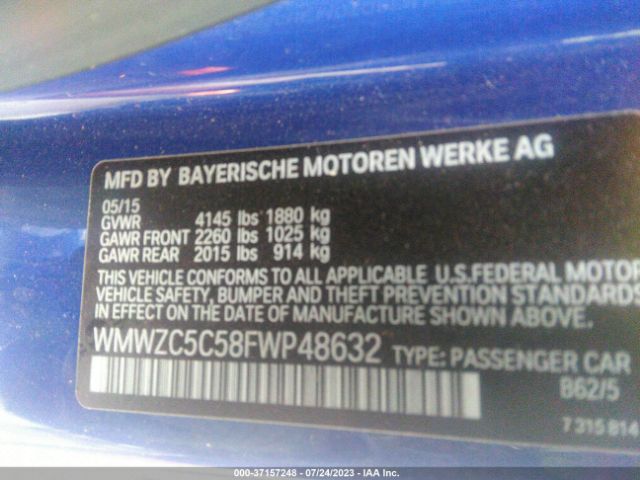 MFD BY BAYERISCHE MOTOREN WERKE AG
05/15
GVWR 4145 lbs 1880 kg
GAWR FRONT 2260 lbs 1025 kg
GAWR REAR 2015 lbs 914 kg
THIS VEHICLE CONFORMS TO ALL APPLICABLE U.S.FEDERAL MOTOR
VEHICLE SAFETY, BUMPER AND THEFT PREVENTION STANDARDS
IN EFFECT ON THE DATE OF MANUFACTURE SHOWN ABOVE.
WMWZC5C58FWP48632 TYPE: PASSENGER CAR
B62/5
7 315 814
000-37157248 - 07/24/2023 - IAA Inc.